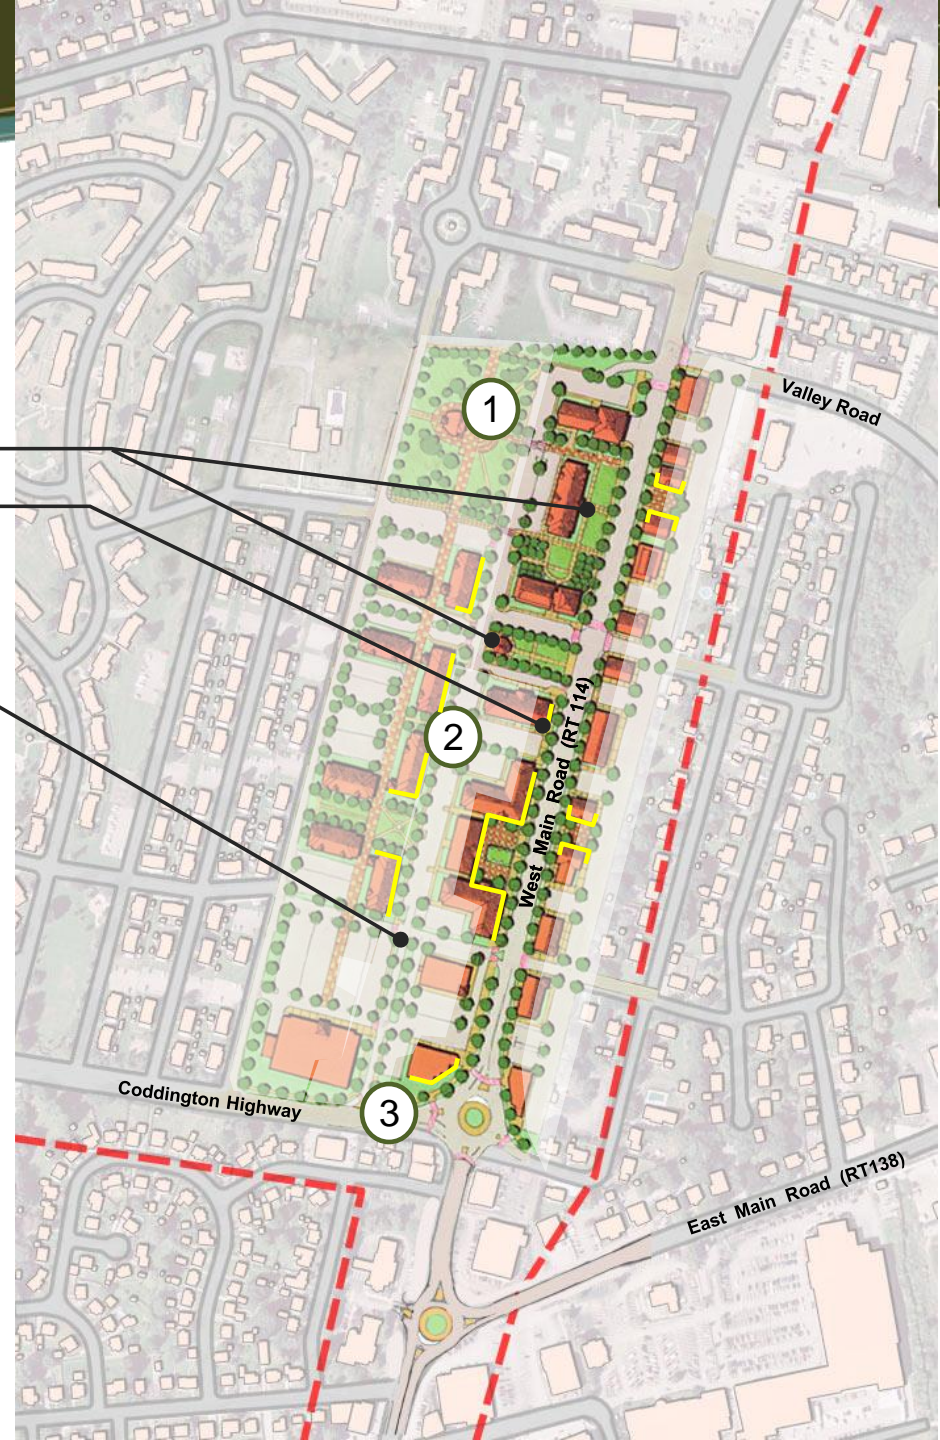 1
Valley Road
2
West Main Road (RT 114)
Coddington Highway
3
East Main Road (RT138)